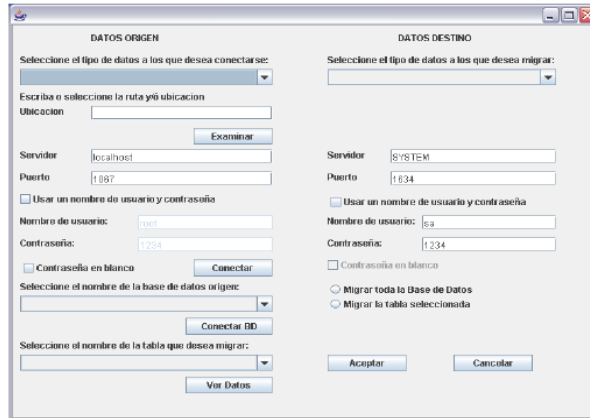 DATOS ORIGEN
Seleccione el tipo de datos a los que desea conectarse:
Escriba o seleccione la ruta y/ó ubicacion
Ubicacion
Examinar
Servidor localhost
Puerto 1067
Usar un nombre de usuario y contraseña
Nombre de usuario: root
Contraseña: 1234
Contraseña en blanco Conectar
Seleccione el nombre de la base de datos origen:
Conectar BD
Seleccione el nombre de la tabla que desea migrar:
Ver Datos
DATOS DESTINO
Seleccione el tipo de datos a los que desea migrar:
Servidor SYSTEM
Puerto 1634
Usar un nombre de usuario y contraseña
Nombre de usuario: sa
Contraseña: 1234
Contraseña en blanco
Migrar toda la Base de Datos
Migrar la tabla seleccionada
Aceptar Cancelar